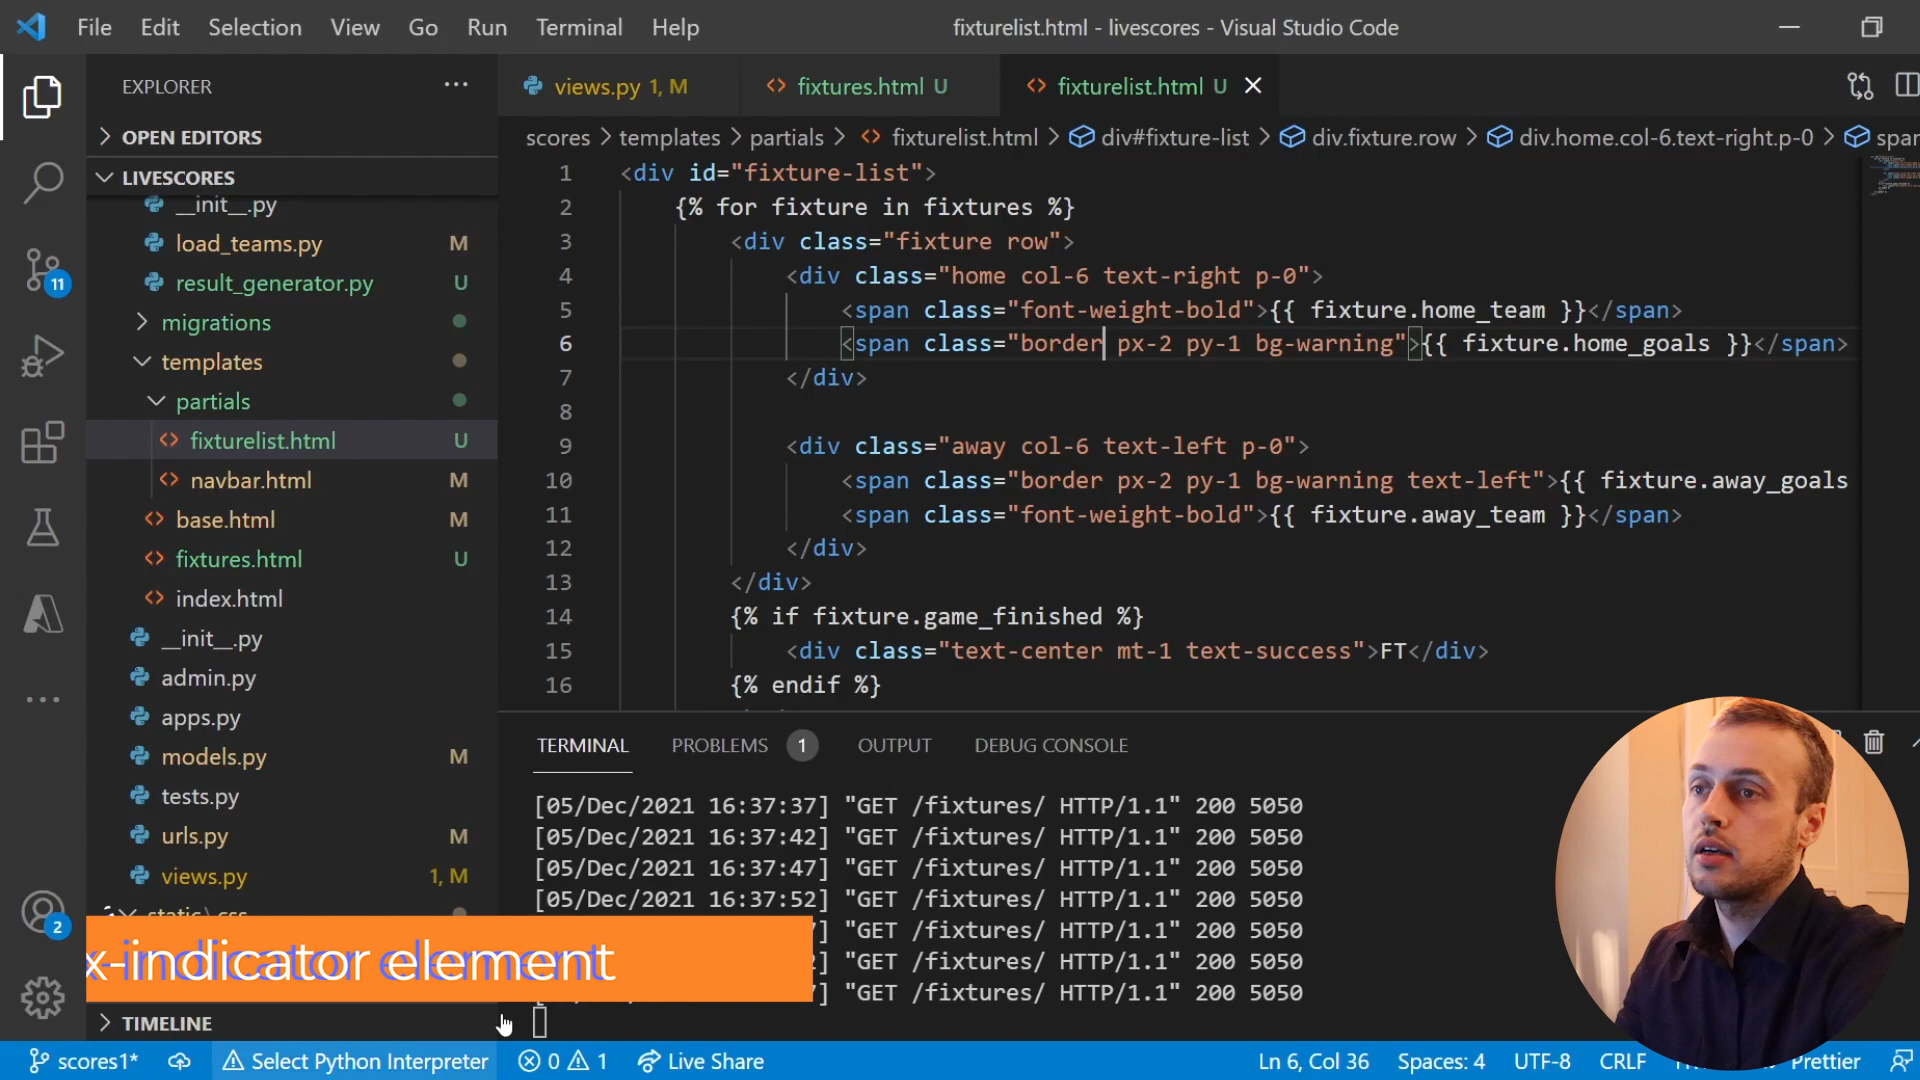 File Edit Selection View Go Run Terminal Help
fixturelist.html - livescores - Visual Studio Code
EXPLORER
views.py 1, M
fixtures.html U
fixturelist.html U
OPEN EDITORS
scores > templates > partials > fixturelist.html > div#fixture-list > div.fixture.row > div.home.col-6.text-right.p-0 > span
LIVESCORES
__init__.py
load_teams.py M
result_generator.py U
migrations
templates
partials
fixturelist.html U
navbar.html M
base.html M
fixtures.html U
index.html
__init__.py
admin.py
apps.py
models.py M
tests.py
urls.py M
views.py 1, M
static\css
TIMELINE
11
2
1 <div id="fixture-list">
2 {% for fixture in fixtures %}
3 <div class="fixture row">
4 <div class="home col-6 text-right p-0">
5 <span class="font-weight-bold">{{ fixture.home_team }}</span>
6 <span class="border px-2 py-1 bg-warning">{{ fixture.home_goals }}</span>
7 </div>
8
9 <div class="away col-6 text-left p-0">
10 <span class="border px-2 py-1 bg-warning text-left">{{ fixture.away_goals
11 <span class="font-weight-bold">{{ fixture.away_team }}</span>
12 </div>
13 </div>
14 {% if fixture.game_finished %}
15 <div class="text-center mt-1 text-success">FT</div>
16 {% endif %}
TERMINAL PROBLEMS 1 OUTPUT DEBUG CONSOLE
[05/Dec/2021 16:37:37] "GET /fixtures/ HTTP/1.1" 200 5050
[05/Dec/2021 16:37:42] "GET /fixtures/ HTTP/1.1" 200 5050
[05/Dec/2021 16:37:47] "GET /fixtures/ HTTP/1.1" 200 5050
[05/Dec/2021 16:37:52] "GET /fixtures/ HTTP/1.1" 200 5050
] "GET /fixtures/ HTTP/1.1" 200 5050
] "GET /fixtures/ HTTP/1.1" 200 5050
] "GET /fixtures/ HTTP/1.1" 200 5050
x-indicator element
scores1* Select Python Interpreter 0 1 Live Share
Ln 6, Col 36 Spaces: 4 UTF-8 CRLF Prettier